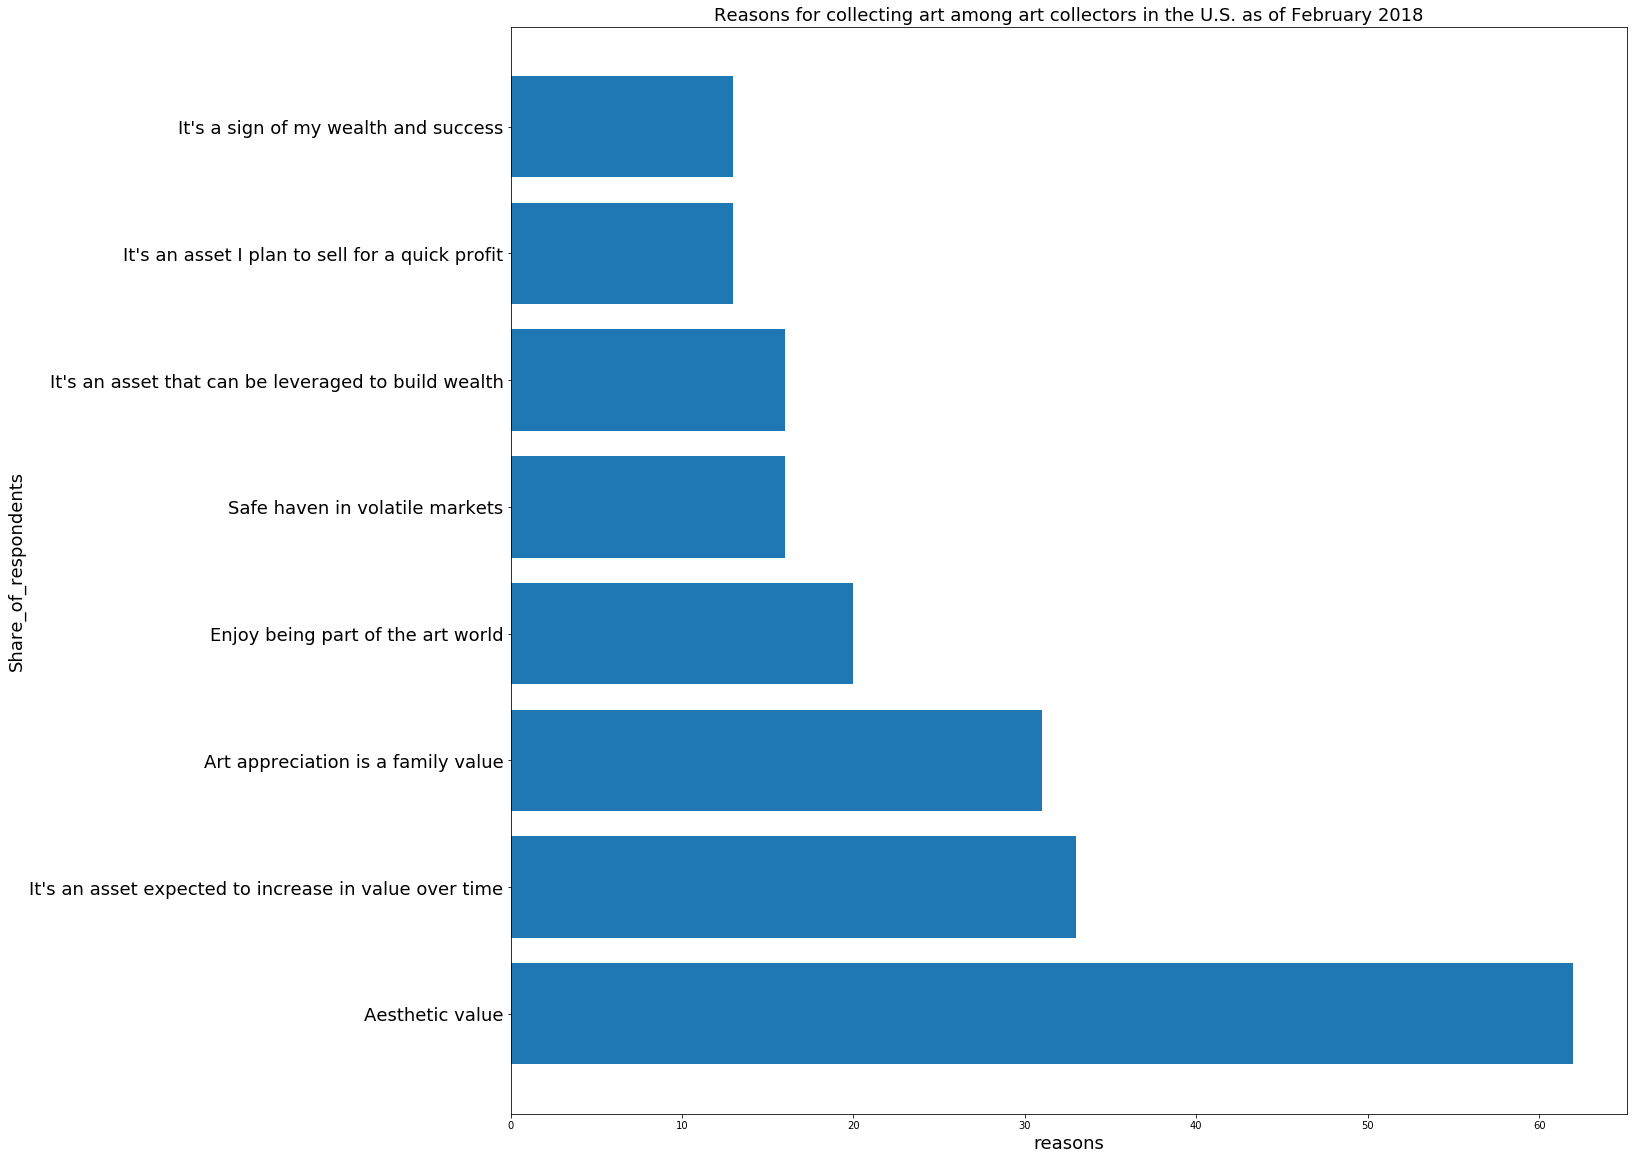 Reasons for collecting art among art collectors in the U.S. as of February 2018
It's a sign of my wealth and success
It's an asset I plan to sell for a quick profit
It's an asset that can be leveraged to build wealth
Safe haven in volatile markets
Enjoy being part of the art world
Art appreciation is a family value
It's an asset expected to increase in value over time
Aesthetic value
Share_of_respondents
0 10 20 30 40 50 60
reasons